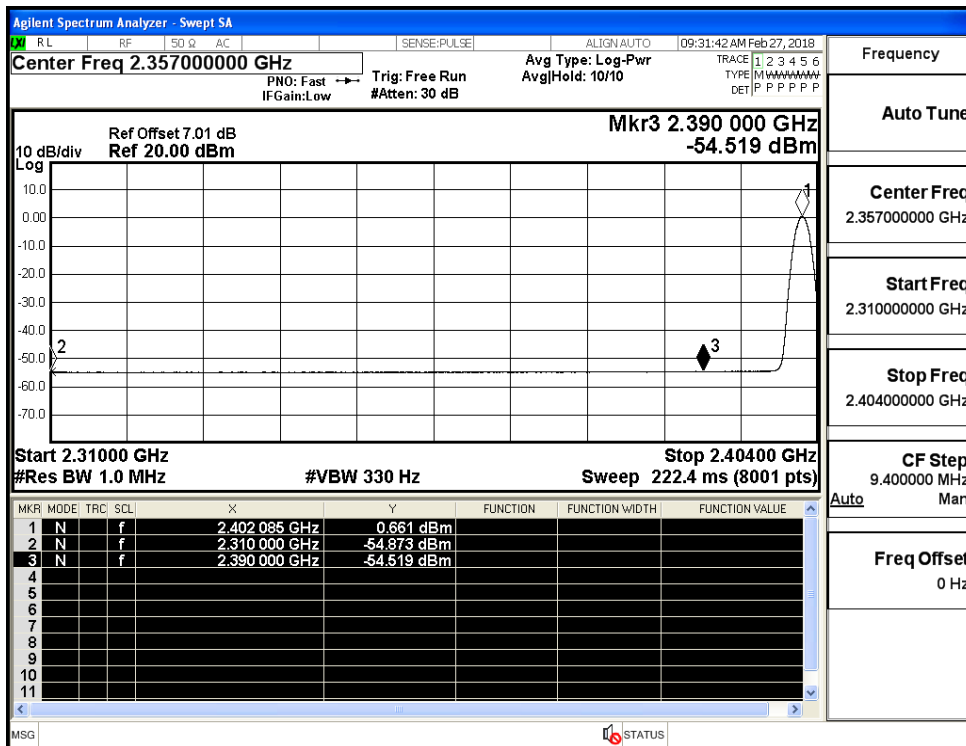 Agilent Spectrum Analyzer - Swept SA
LXI RL RF 50 Ω AC SENSE:PULSE ALIGN AUTO 09:31:42 AM Feb 27, 2018
Center Freq 2.357000000 GHz
PNO: Fast
IFGain:Low
Trig: Free Run
#Atten: 30 dB
Avg Type: Log-Pwr
Avg|Hold: 10/10
TRACE 1 2 3 4 5 6
TYPE M WWWWW
DET P P P P P P
Ref Offset 7.01 dB
10 dB/div Ref 20.00 dBm
Log
Mkr3 2.390 000 GHz
-54.519 dBm
10.0
0.00
-10.0
-20.0
-30.0
-40.0
-50.0
-60.0
-70.0
1
2
3
Start 2.31000 GHz Stop 2.40400 GHz
#Res BW 1.0 MHz #VBW 330 Hz Sweep 222.4 ms (8001 pts)
MKR MODE TRC SCL X Y FUNCTION FUNCTION WIDTH FUNCTION VALUE
1 N f 2.402 085 GHz 0.661 dBm
2 N f 2.310 000 GHz -54.873 dBm
3 N f 2.390 000 GHz -54.519 dBm
4
5
6
7
8
9
10
11
MSG STATUS
Frequency
Auto Tune
Center Freq
2.357000000 GHz
Start Freq
2.310000000 GHz
Stop Freq
2.404000000 GHz
CF Step
9.400000 MHz
Auto Man
Freq Offset
0 Hz